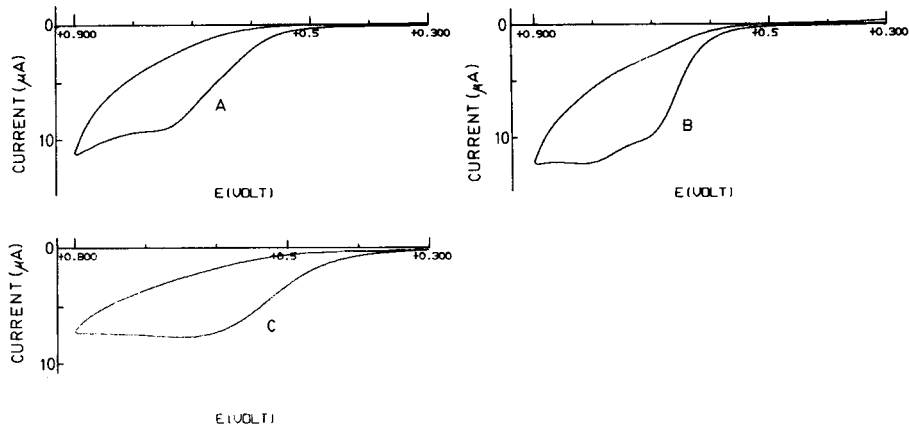 0
+0.900
+0.5
+0.300
10
A
CURRENT (µA)
E (VOLT)
0
+0.900
+0.5
+0.300
10
B
CURRENT (µA)
E (VOLT)
0
+0.800
+0.5
+0.300
10
C
CURRENT (µA)
E (VOLT)